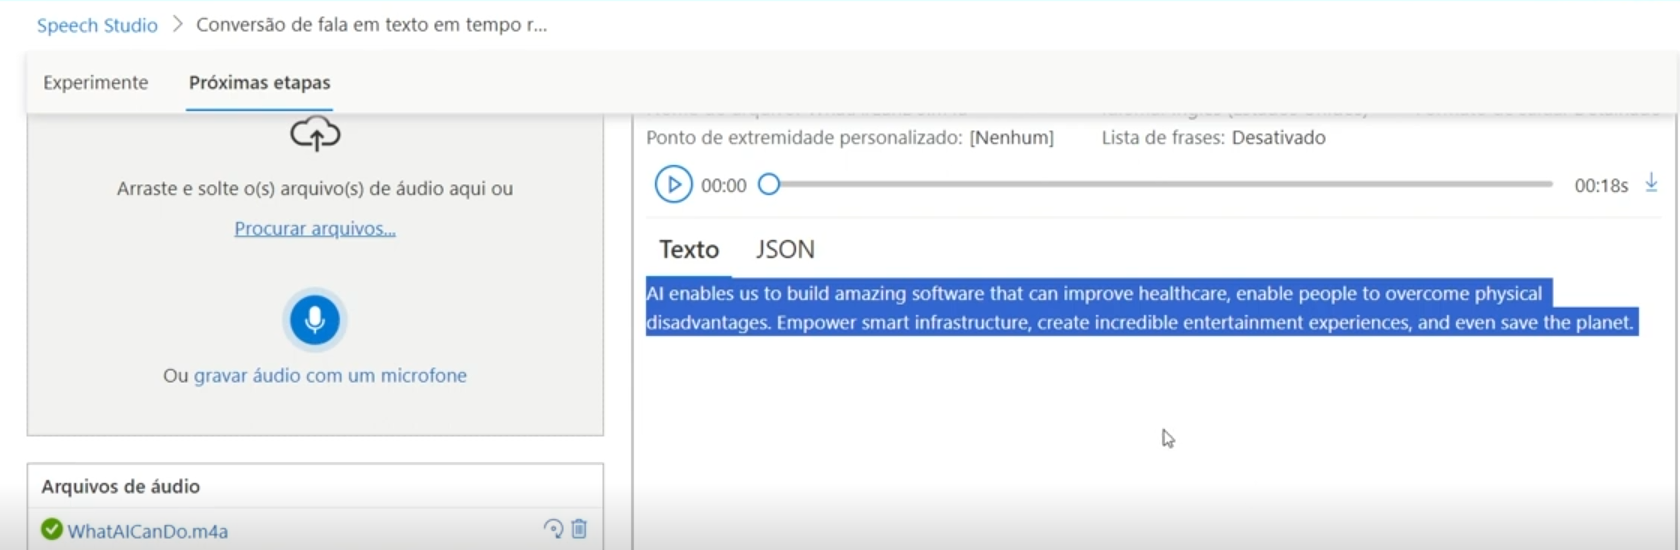 Speech Studio > Conversão de fala em texto em tempo r...
Experimente Próximas etapas
Arraste e solte o(s) arquivo(s) de áudio aqui ou
Procurar arquivos...
Ou gravar áudio com um microfone
Arquivos de áudio
WhatAICanDo.m4a
Ponto de extremidade personalizado: [Nenhum] Lista de frases: Desativado
00:00 00:18s
Texto JSON
AI enables us to build amazing software that can improve healthcare, enable people to overcome physical
disadvantages. Empower smart infrastructure, create incredible entertainment experiences, and even save the planet.